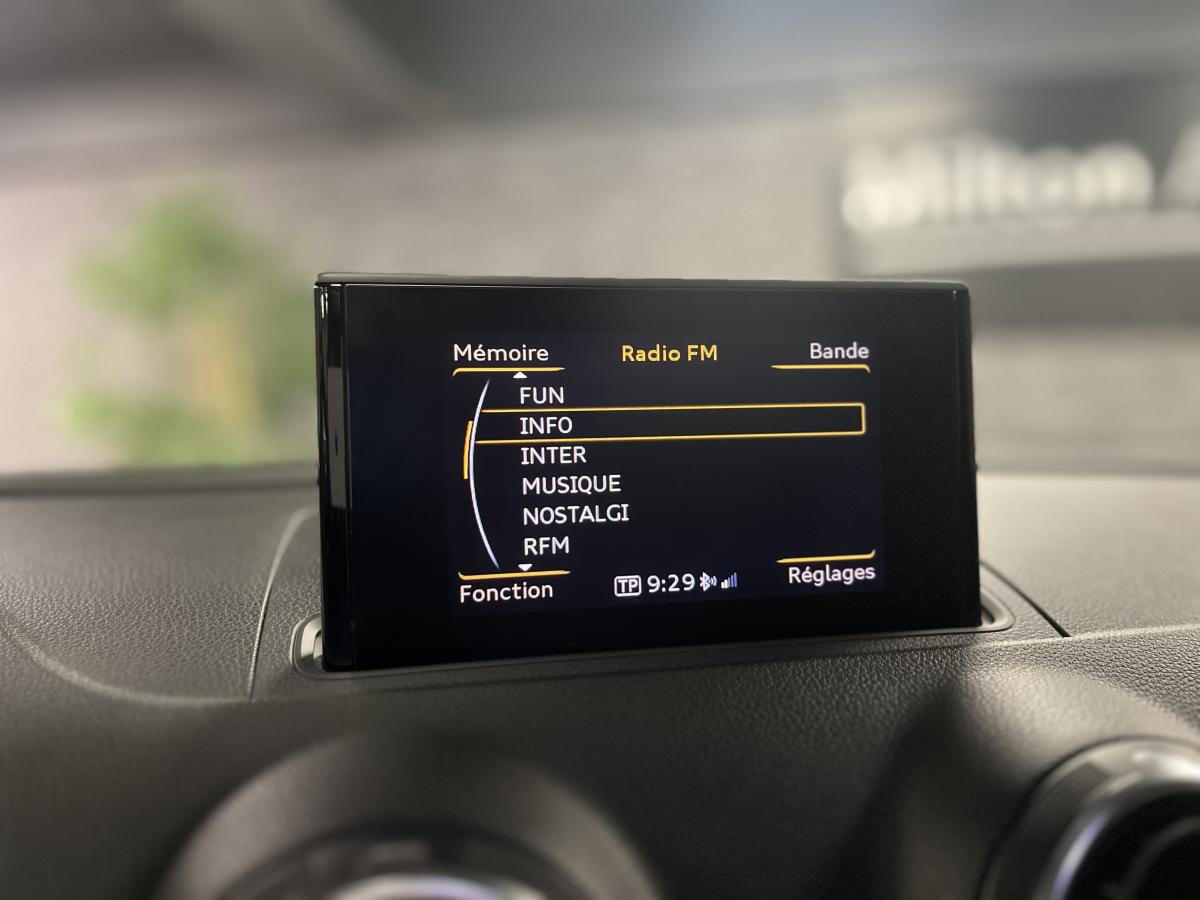 Mémoire Radio FM Bande
FUN
INFO
INTER
MUSIQUE
NOSTALGI
RFM
Fonction TP 9:29 Réglages